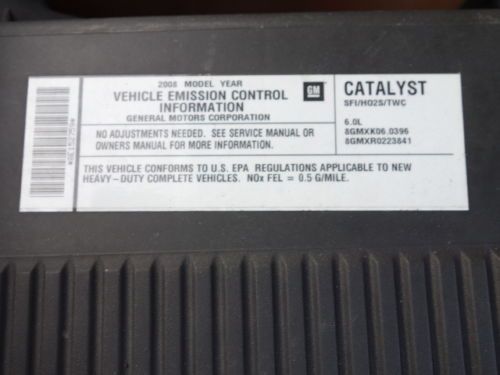 2008 MODEL YEAR
VEHICLE EMISSION CONTROL
INFORMATION
GENERAL MOTORS CORPORATION
GM
CATALYST
SFI/HO2S/TWC
6.0L
8GMXK06.0396
8GMXR0223841
NO ADJUSTMENTS NEEDED. SEE SERVICE MANUAL OR
OWNERS MANUAL FOR MORE INFORMATION.
THIS VEHICLE CONFORMS TO U.S. EPA REGULATIONS APPLICABLE TO NEW
HEAVY-DUTY COMPLETE VEHICLES. NOx FEL = 0.5 G/MILE.